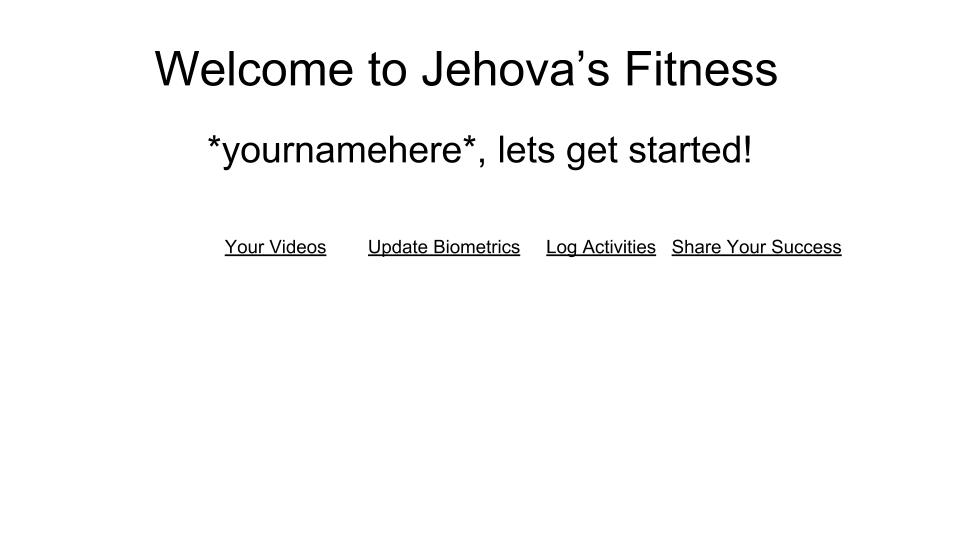 Welcome to Jehova’s Fitness
*yournamehere*, lets get started!
Your Videos Update Biometrics Log Activities Share Your Success